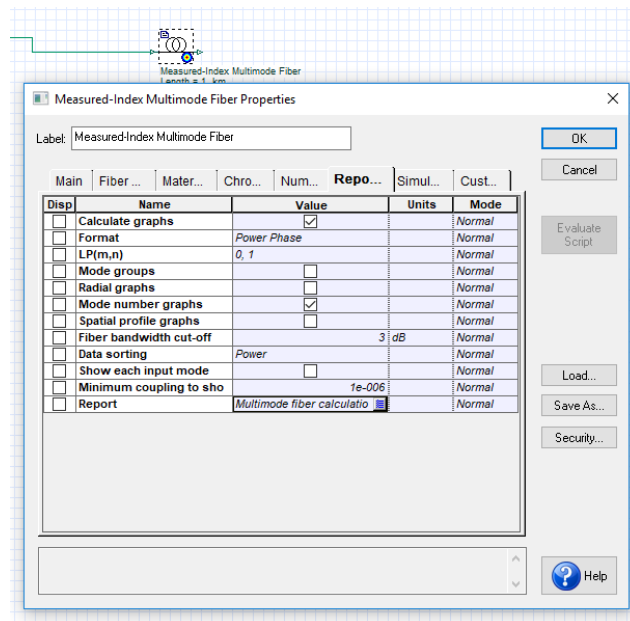 Measured-Index Multimode Fiber
Length = 1 km
Measured-Index Multimode Fiber Properties
Label: Measured-Index Multimode Fiber
OK
Cancel
Evaluate
Script
Load...
Save As...
Security...
Help
Main Fiber ... Mater... Chro... Num... Repo... Simul... Cust...
Disp Name Value Units Mode
Calculate graphs Normal
Format Power Phase Normal
LP(m,n) 0, 1 Normal
Mode groups Normal
Radial graphs Normal
Mode number graphs Normal
Spatial profile graphs Normal
Fiber bandwidth cut-off 3 dB Normal
Data sorting Power Normal
Show each input mode Normal
Minimum coupling to sho 1e-006 Normal
Report Multimode fiber calculatio Normal